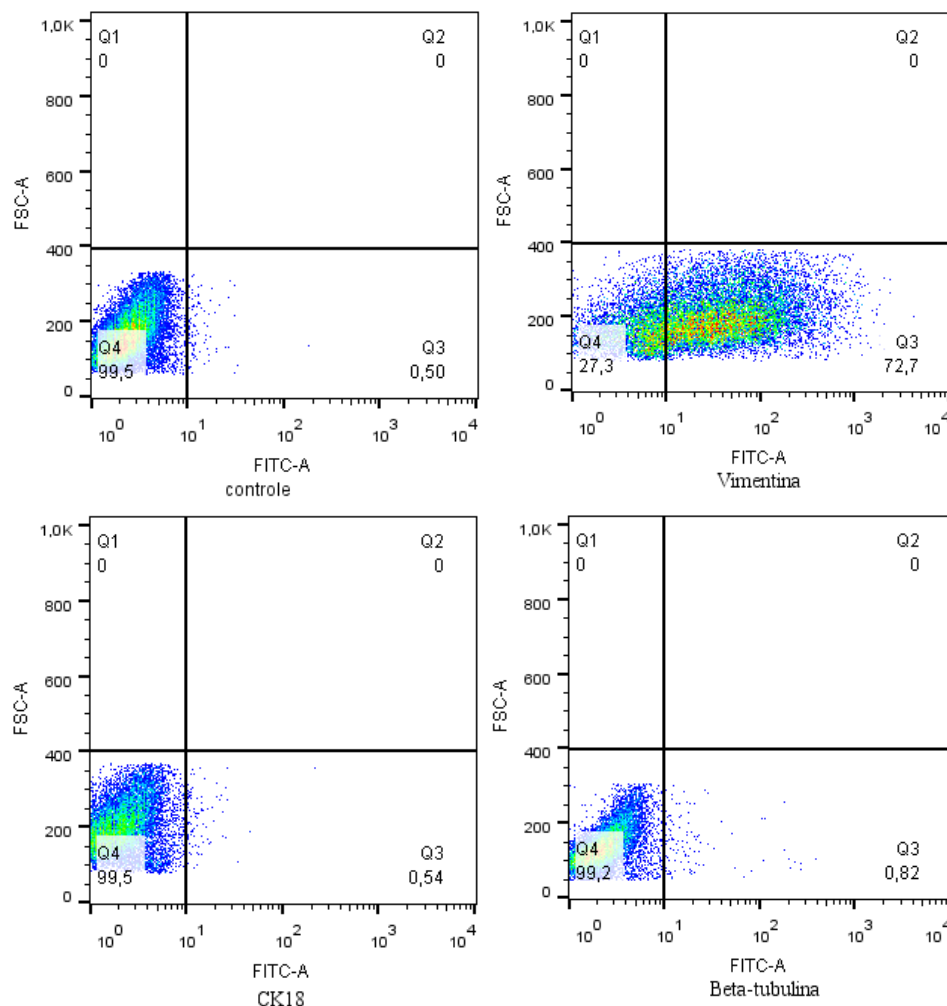 1,0K
Q1
0
Q2
0
800
600
FSC-A
400
200
Q4
99,5
Q3
0,50
0
10^0
10^1
10^2
10^3
10^4
FITC-A
controle
1,0K
Q1
0
Q2
0
800
600
FSC-A
400
200
Q4
27,3
Q3
72,7
0
10^0
10^1
10^2
10^3
10^4
FITC-A
Vimentina
1,0K
Q1
0
Q2
0
800
600
FSC-A
400
200
Q4
99,5
Q3
0,54
0
10^0
10^1
10^2
10^3
10^4
FITC-A
CK18
1,0K
Q1
0
Q2
0
800
600
FSC-A
400
200
Q4
99,2
Q3
0,82
0
10^0
10^1
10^2
10^3
10^4
FITC-A
Beta-tubulina